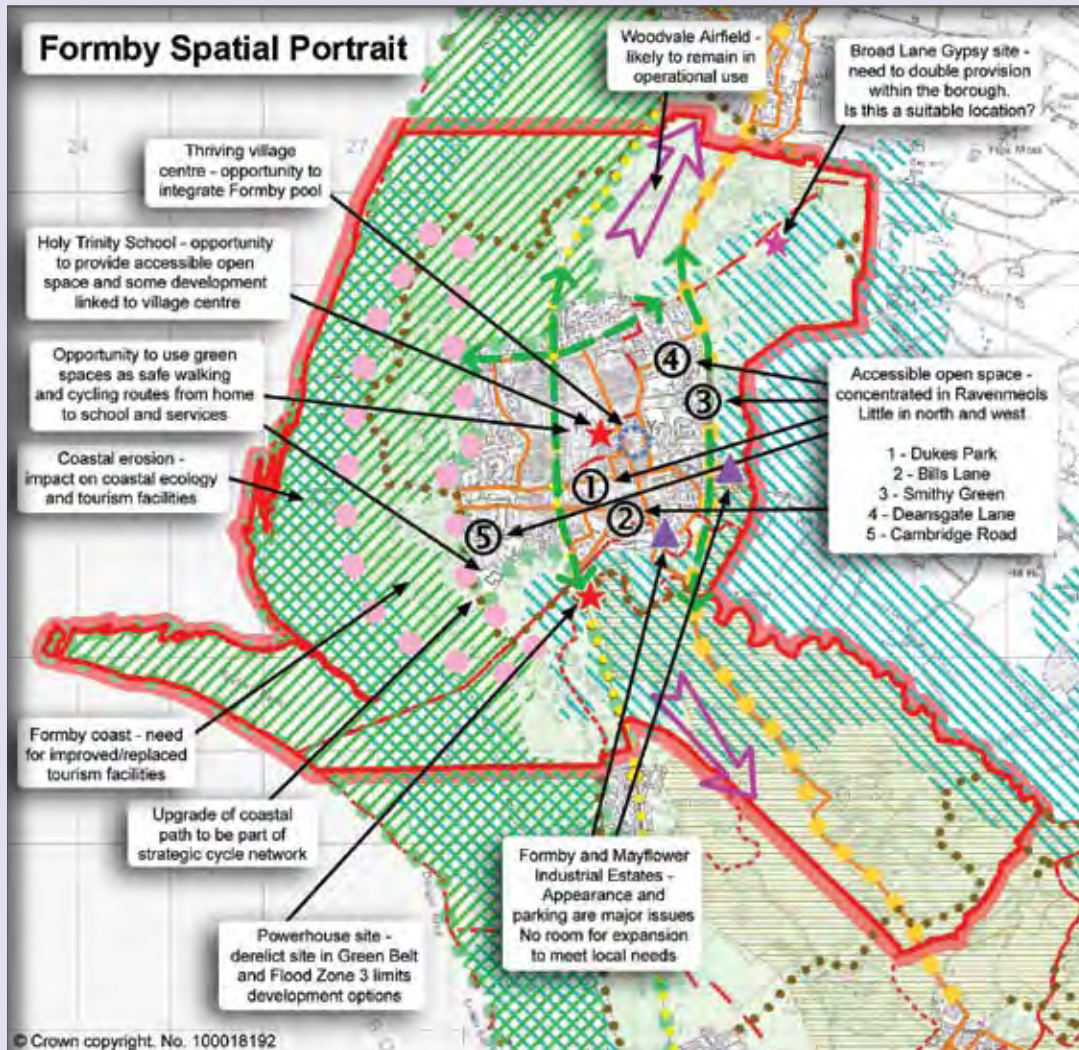 Formby Spatial Portrait
Woodvale Airfield -
likely to remain in
operational use
Broad Lane Gypsy site -
need to double provision
within the borough.
Is this a suitable location?
24
27
Thriving village
centre - opportunity to
integrate Formby pool
Holy Trinity School - opportunity
to provide accessible open
space and some development
linked to village centre
Opportunity to use green
spaces as safe walking
and cycling routes from home
to school and services
Coastal erosion -
impact on coastal ecology
and tourism facilities
4
3
1
2
5
Accessible open space -
concentrated in Ravenmeols
Little in north and west
1 - Dukes Park
2 - Bills Lane
3 - Smithy Green
4 - Deansgate Lane
5 - Cambridge Road
Formby coast - need
for improved/replaced
tourism facilities
Upgrade of coastal
path to be part of
strategic cycle network
Powerhouse site -
derelict site in Green Belt
and Flood Zone 3 limits
development options
Formby and Mayflower
Industrial Estates -
Appearance and
parking are major issues
No room for expansion
to meet local needs
© Crown copyright. No. 100018192